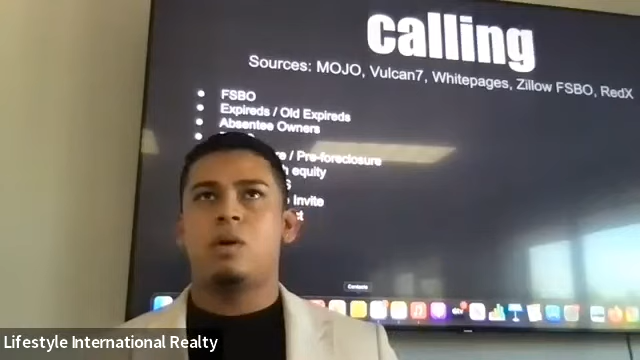 calling
Sources: MOJO, Vulcan7, Whitepages, Zillow FSBO, RedX
FSBO
Expireds / Old Expireds
Absentee Owners
/ Pre-foreclosure
equity
Invite
Contacts
Lifestyle International Realty